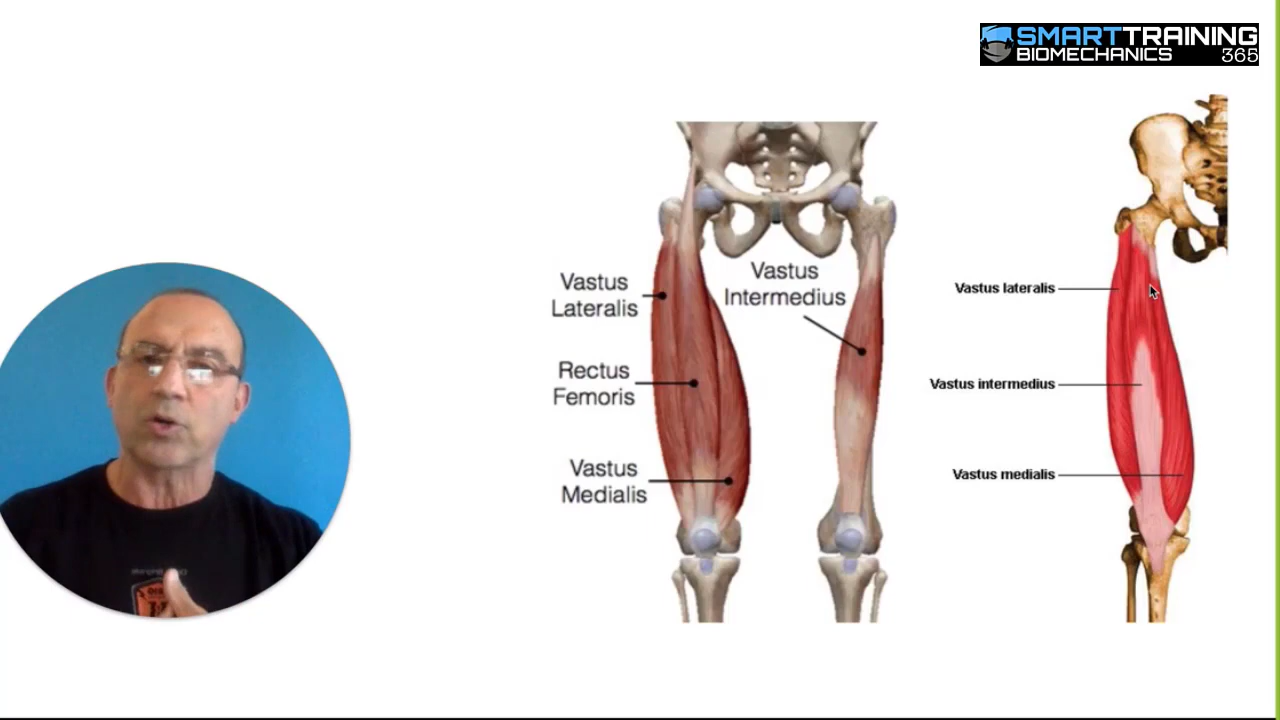 SMARTTRAINING
BIOMECHANICS 365
Vastus
Lateralis
Vastus
Intermedius
Rectus
Femoris
Vastus
Medialis
Vastus lateralis
Vastus intermedius
Vastus medialis